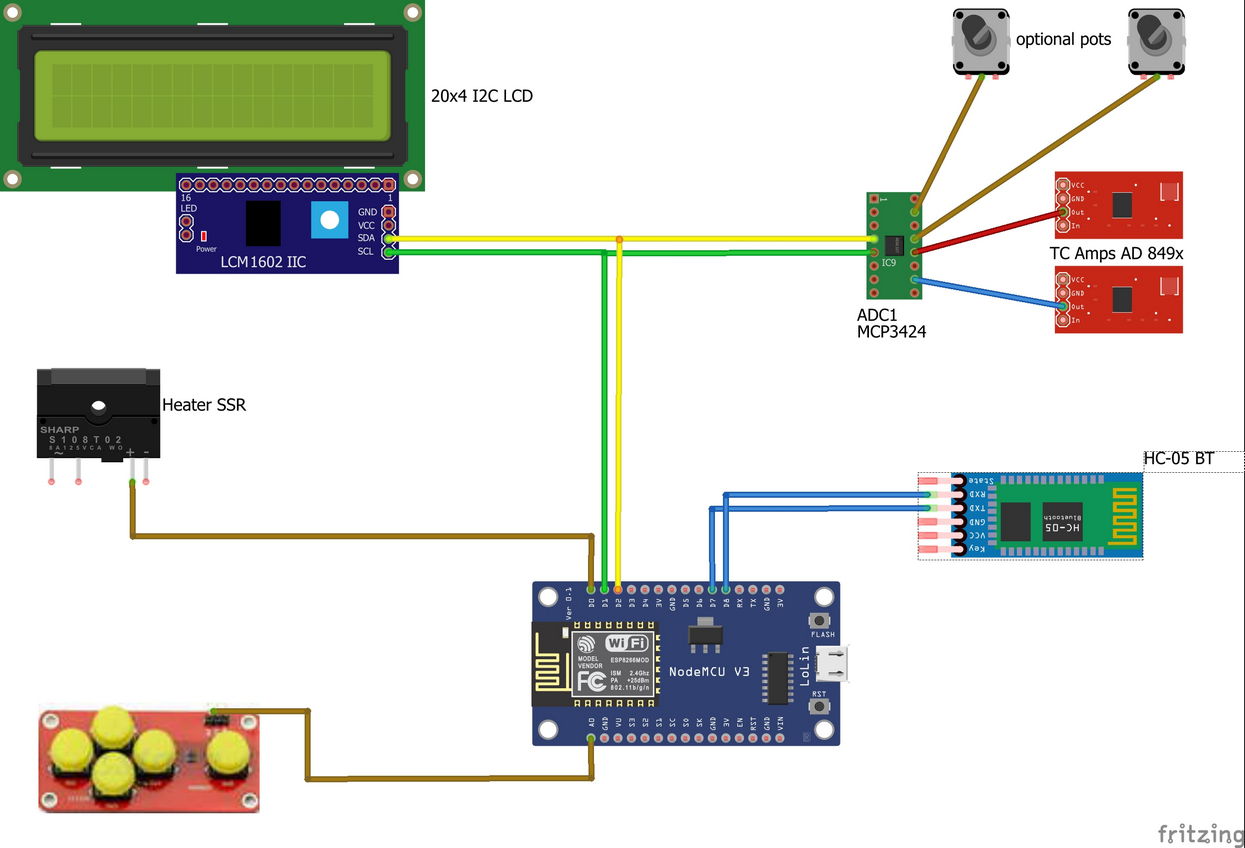 optional pots
20x4 I2C LCD
16
1
LED
GND
VCC
SDA
SCL
Power
LCM1602 IIC
1
IC9
VCC
GND
Out
In
TC Amps AD 849x
VCC
GND
Out
In
ADC1
MCP3424
Heater SSR
SHARP
S108T02
8A125VCA WO
~ + -
HC-05 BT
State
RXD
TXD
GND
VCC
Key
HC-05
Bluetooth
Ver 0.1
D0 D1 D2 D3 D4 3V GND D5 D6 D7 D8 RX TX GND 3V
FLASH
WiFi
MODEL
VENDOR
ESP8266MOD
FC
ISM 2.4Ghz
PA +25dBm
802.11b/g/n
NodeMCU V3
LoLin
RST
A0 GND VU S3 S2 S1 SC S0 SK GND 3V EN RST GND VIN
fritzing